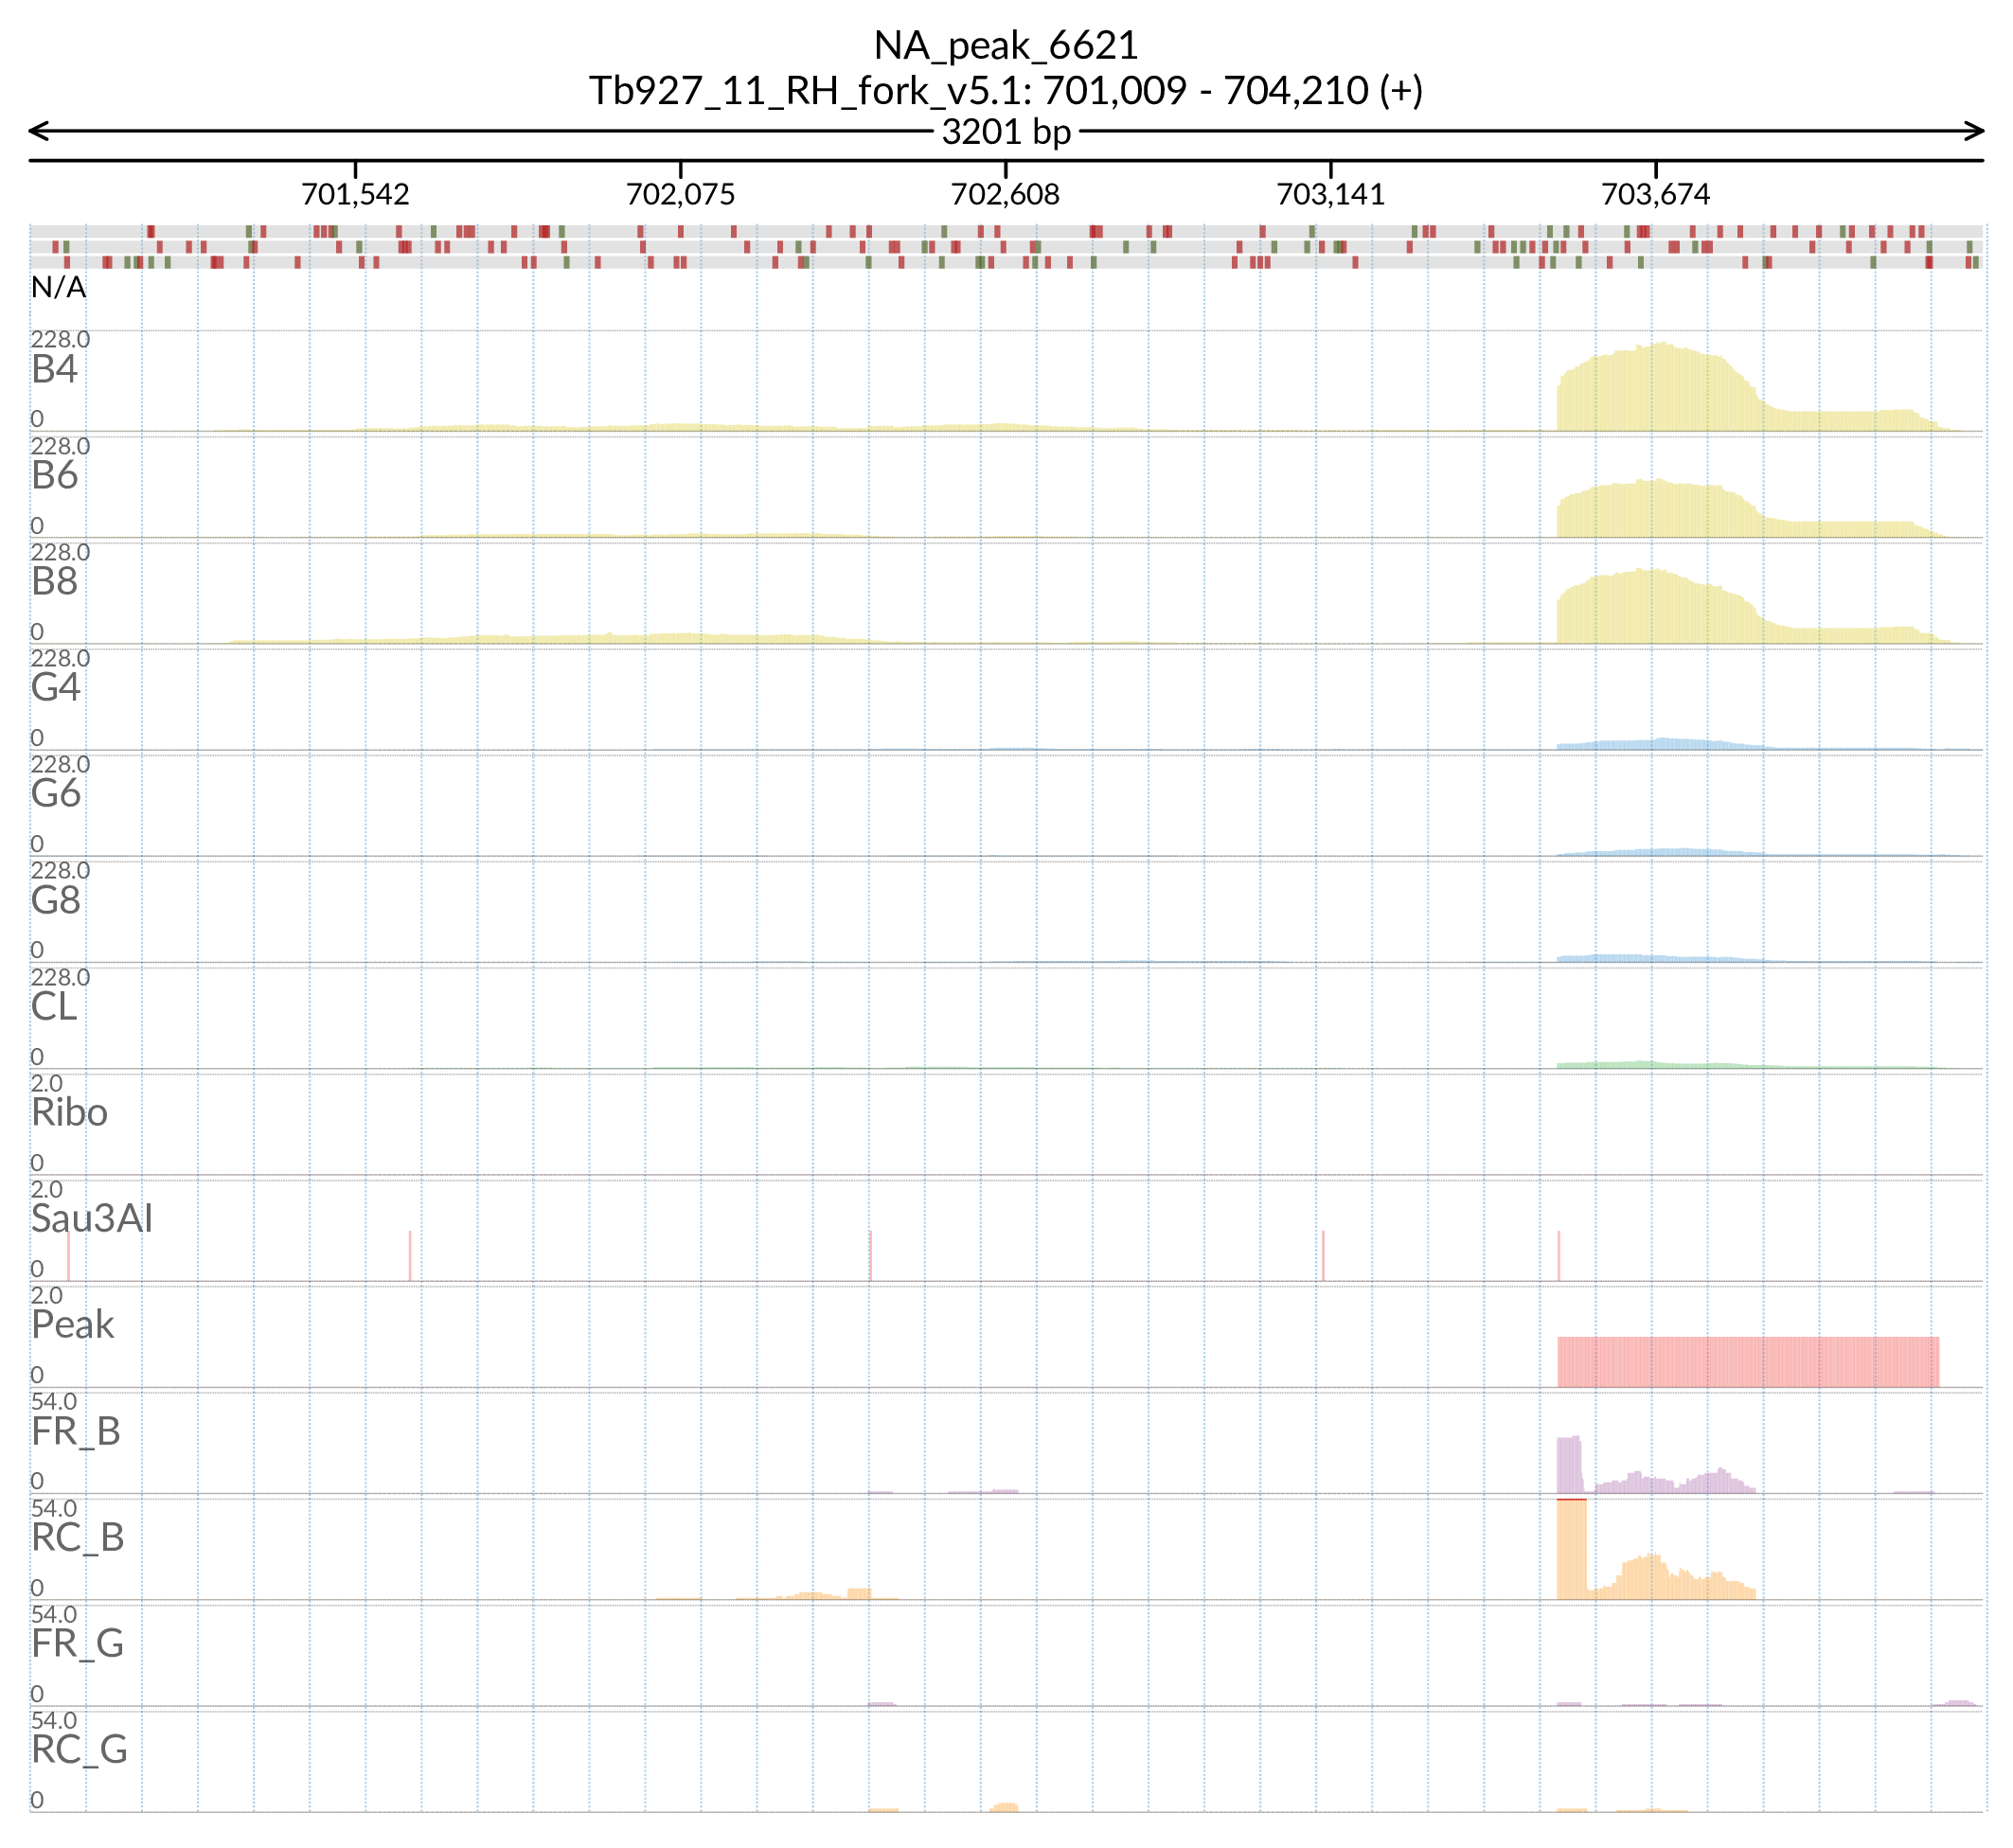 NA_peak_6621
Tb927_11_RH_fork_v5.1: 701,009 - 704,210 (+)
3201 bp
701,542 702,075 702,608 703,141 703,674
N/A
228.0
B4
0
228.0
B6
0
228.0
B8
0
228.0
G4
0
228.0
G6
0
228.0
G8
0
228.0
CL
0
2.0
Ribo
0
2.0
Sau3AI
0
2.0
Peak
0
54.0
FR_B
0
54.0
RC_B
0
54.0
FR_G
0
54.0
RC_G
0